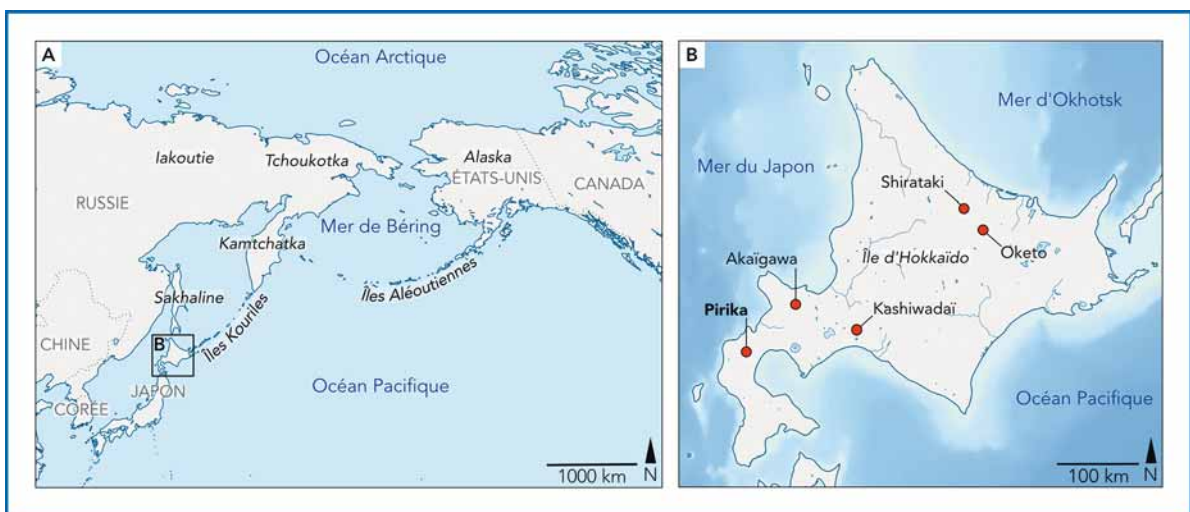 A
Océan Arctique
Iakoutie
Tchoukotka
Alaska
ÉTATS-UNIS
CANADA
RUSSIE
Mer de Béring
Kamtchatka
Îles Aléoutiennes
Sakhaline
Îles Kouriles
B
CHINE
JAPON
CORÉE
Océan Pacifique
1000 km
N
B
Mer d'Okhotsk
Mer du Japon
Shirataki
Oketo
Île d'Hokkaïdo
Akaïgawa
Kashiwadaï
Pirika
Océan Pacifique
100 km
N